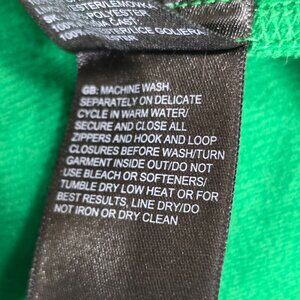 GB: MACHINE WASH.
SEPARATELY ON DELICATE
CYCLE IN WARM WATER/
SECURE AND CLOSE ALL
ZIPPERS AND HOOK AND LOOP
CLOSURES BEFORE WASH/TURN
GARMENT INSIDE OUT/DO NOT
USE BLEACH OR SOFTENERS/
TUMBLE DRY LOW HEAT OR FOR
BEST RESULTS, LINE DRY/DO
NOT IRON OR DRY CLEAN